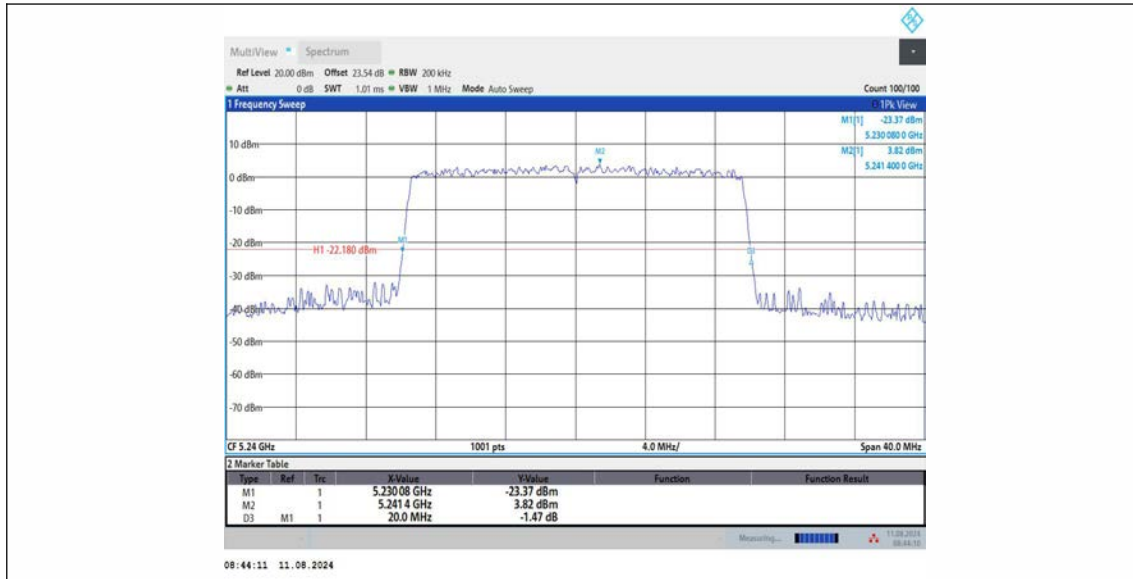 MultiView Spectrum
Ref Level 20.00 dBm Offset 23.54 dB RBW 200 kHz
Att 0 dB SWT 1.01 ms VBW 1 MHz Mode Auto Sweep Count 100/100
1 Frequency Sweep 1Pk View
M1[1] -23.37 dBm
5.230 080 0 GHz
M2[1] 3.82 dBm
5.241 400 0 GHz
10 dBm
M2
0 dBm
-10 dBm
-20 dBm
M1
H1 -22.180 dBm
D3
-30 dBm
-40 dBm
-50 dBm
-60 dBm
-70 dBm
CF 5.24 GHz 1001 pts 4.0 MHz/ Span 40.0 MHz
2 Marker Table
Type Ref Trc X-Value Y-Value Function Function Result
M1 1 5.230 08 GHz -23.37 dBm
M2 1 5.241 4 GHz 3.82 dBm
D3 M1 1 20.0 MHz -1.47 dB
Measuring... 11.08.2024
08:44:10
08:44:11 11.08.2024